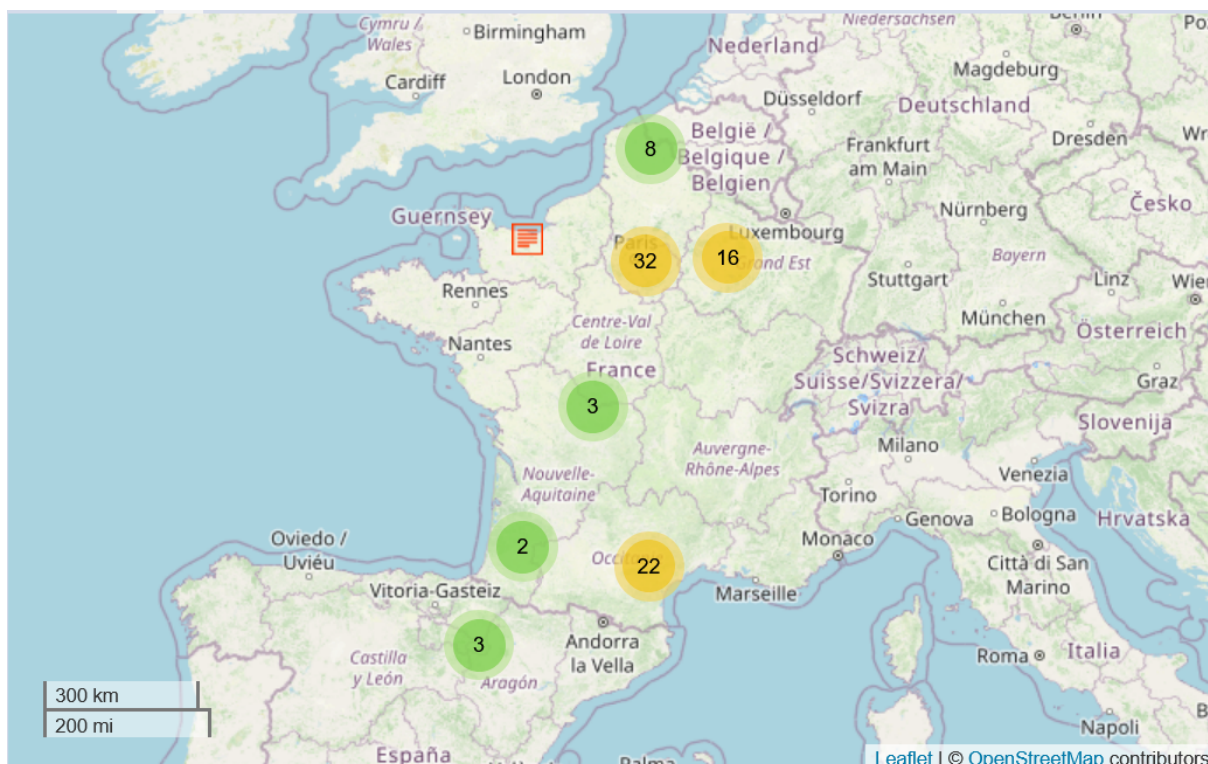 Cymru /
Wales
Birmingham
Niedersachsen
Berlin
Nederland
Magdeburg
Cardiff
London
Düsseldorf
Deutschland
België /
Belgique /
Belgien
8
Dresden
Frankfurt
am Main
Guernsey
Nürnberg
Česko
Luxembourg
Paris
32
16
Grand Est
Bayern
Stuttgart
Linz
Rennes
München
Centre-Val
de Loire
Nantes
Österreich
France
Schweiz/
Suisse/Svizzera/
Svizra
Graz
3
Slovenija
Auvergne-
Rhône-Alpes
Milano
Venezia
Nouvelle-
Aquitaine
Torino
Genova
Bologna
Hrvatska
Oviedo /
Uviéu
2
22
Monaco
Città di San
Marino
Vitoria-Gasteiz
Marseille
3
Andorra
la Vella
Castilla
y León
Aragón
Roma
Italia
300 km
200 mi
Napoli
España
Palma
Leaflet | © OpenStreetMap contributors